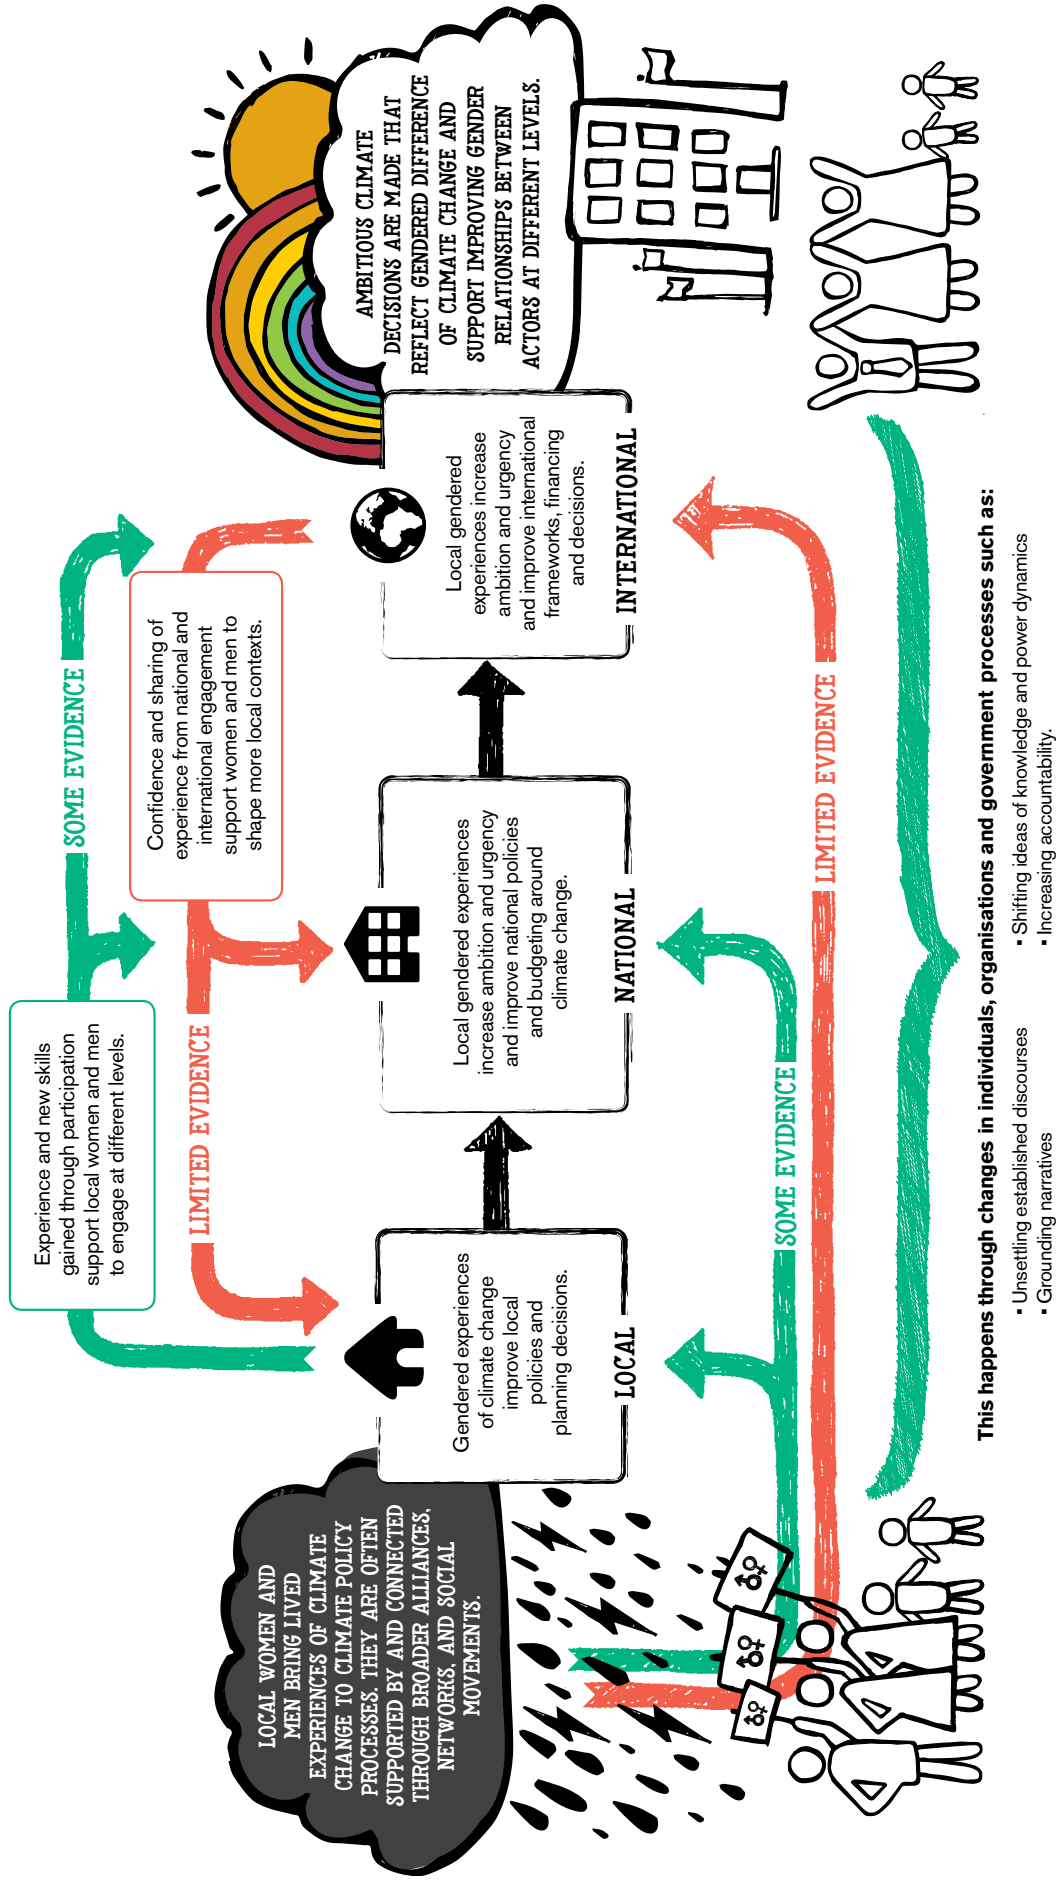 Experience and new skills
gained through participation
support local women and men
to engage at different levels.
SOME EVIDENCE
Confidence and sharing of
experience from national and
international engagement
support women and men to
shape more local contexts.
LIMITED EVIDENCE
LOCAL WOMEN AND
MEN BRING LIVED
EXPERIENCES OF CLIMATE
CHANGE TO CLIMATE POLICY
PROCESSES. THEY ARE OFTEN
SUPPORTED BY AND CONNECTED
THROUGH BROADER ALLIANCES,
NETWORKS, AND SOCIAL
MOVEMENTS.
Gendered experiences
of climate change
improve local
policies and
planning decisions.
LOCAL
Local gendered experiences
increase ambition and urgency
and improve national policies
and budgeting around
climate change.
NATIONAL
Local gendered
experiences increase
ambition and urgency
and improve international
frameworks, financing
and decisions.
INTERNATIONAL
AMBITIOUS CLIMATE
DECISIONS ARE MADE THAT
REFLECT GENDERED DIFFERENCE
OF CLIMATE CHANGE AND
SUPPORT IMPROVING GENDER
RELATIONSHIPS BETWEEN
ACTORS AT DIFFERENT LEVELS.
SOME EVIDENCE
LIMITED EVIDENCE
This happens through changes in individuals, organisations and government processes such as:
▪ Unsettling established discourses
▪ Grounding narratives
▪ Shifting ideas of knowledge and power dynamics
▪ Increasing accountability.